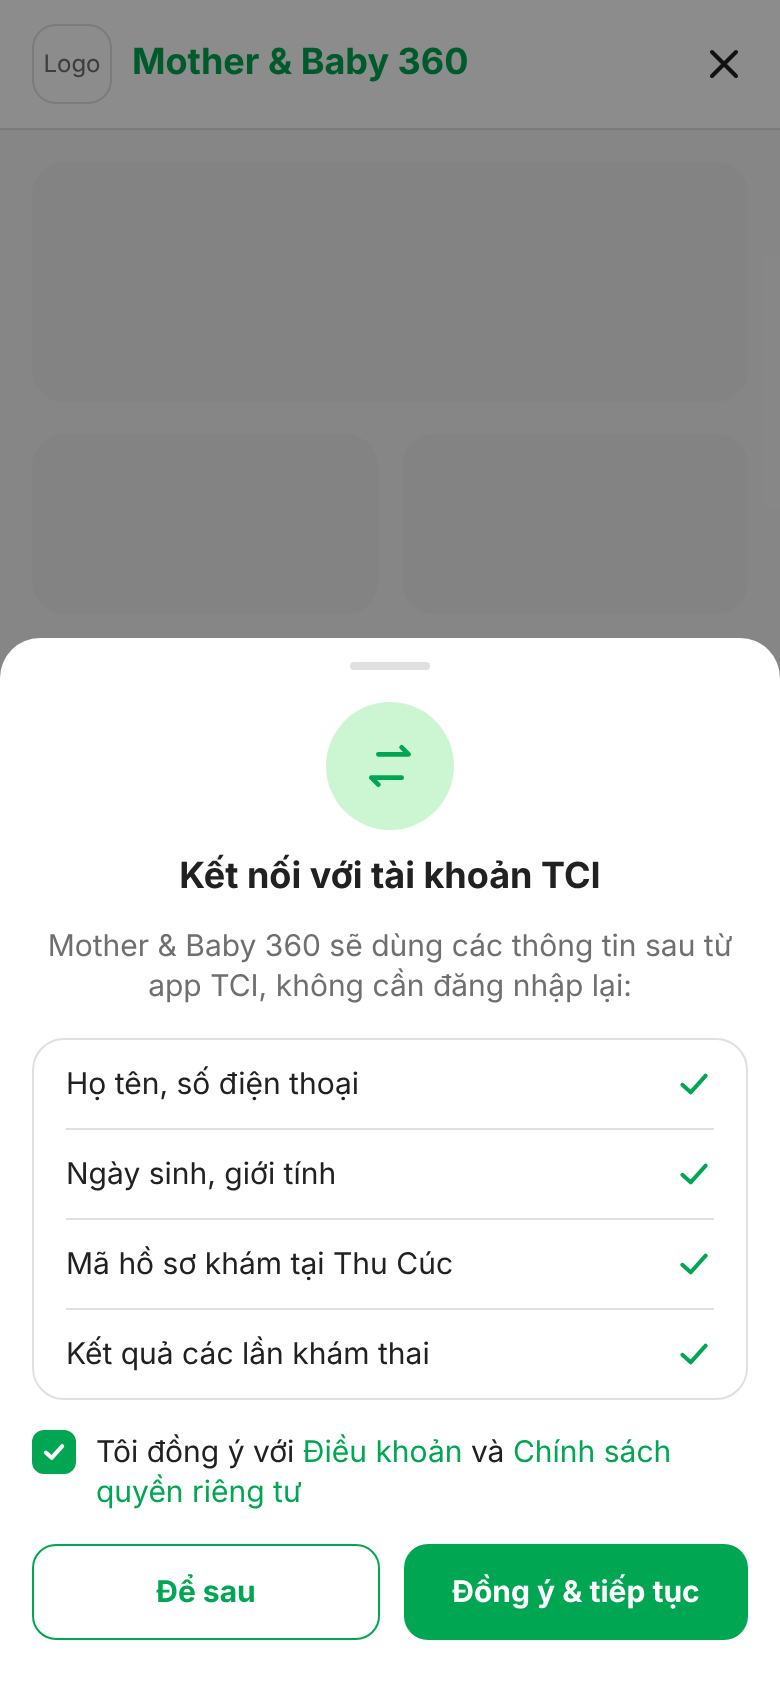 Logo
Mother & Baby 360
Kết nối với tài khoản TCI
Mother & Baby 360 sẽ dùng các thông tin sau từ
app TCI, không cần đăng nhập lại:
Họ tên, số điện thoại
Ngày sinh, giới tính
Mã hồ sơ khám tại Thu Cúc
Kết quả các lần khám thai
Tôi đồng ý với Điều khoản và Chính sách
quyền riêng tư
Để sau
Đồng ý & tiếp tục